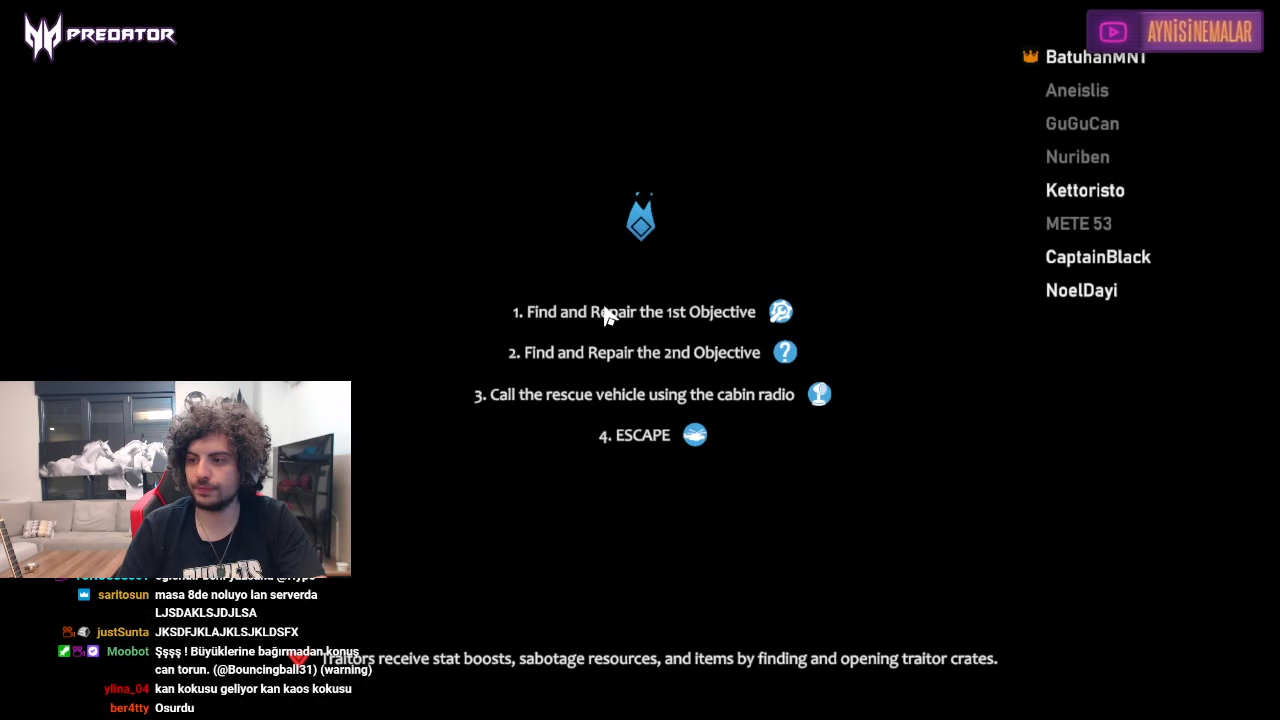 PREDATOR
AYNİSİNEMALAR
BatuhanMNT
Aneislis
GuGuCan
Nuriben
Kettoristo
METE 53
CaptainBlack
NoelDayi
1. Find and Repair the 1st Objective
2. Find and Repair the 2nd Objective
3. Call the rescue vehicle using the cabin radio
4. ESCAPE
Traitors receive stat boosts, sabotage resources, and items by finding and opening traitor crates.
saritosun masa 8de noluyo lan serverda
LJSDAKLSJDJLSA
justSunta JKSDFJKLAJKLSJKLDSFX
Moobot Şşşş ! Büyüklerine bağırmadan konuş
can torun. (@Bouncingball31) (warning)
ylina_04 kan kokusu geliyor kan kaos kokusu
ber4tty Osurdu